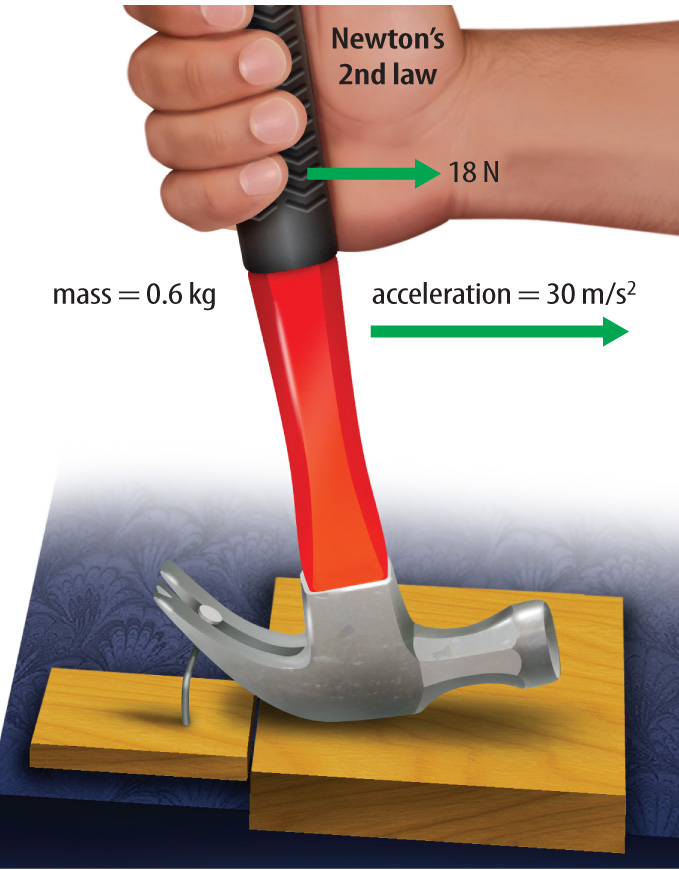 Newton's
2nd law
18 N
mass = 0.6 kg
acceleration = 30 m/s²